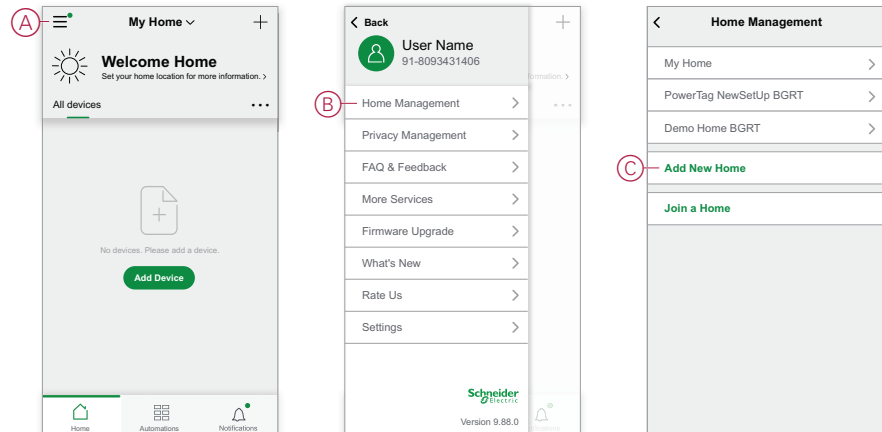 A
My Home
Welcome Home
Set your home location for more information. >
All devices
No devices. Please add a device.
Add Device
Home
Automations
Notifications
Back
User Name
91-8093431406
formation. >
B
Home Management
Privacy Management
FAQ & Feedback
More Services
Firmware Upgrade
What's New
Rate Us
Settings
Schneider
Electric
Version 9.88.0
Home Management
My Home
PowerTag NewSetUp BGRT
Demo Home BGRT
C
Add New Home
Join a Home